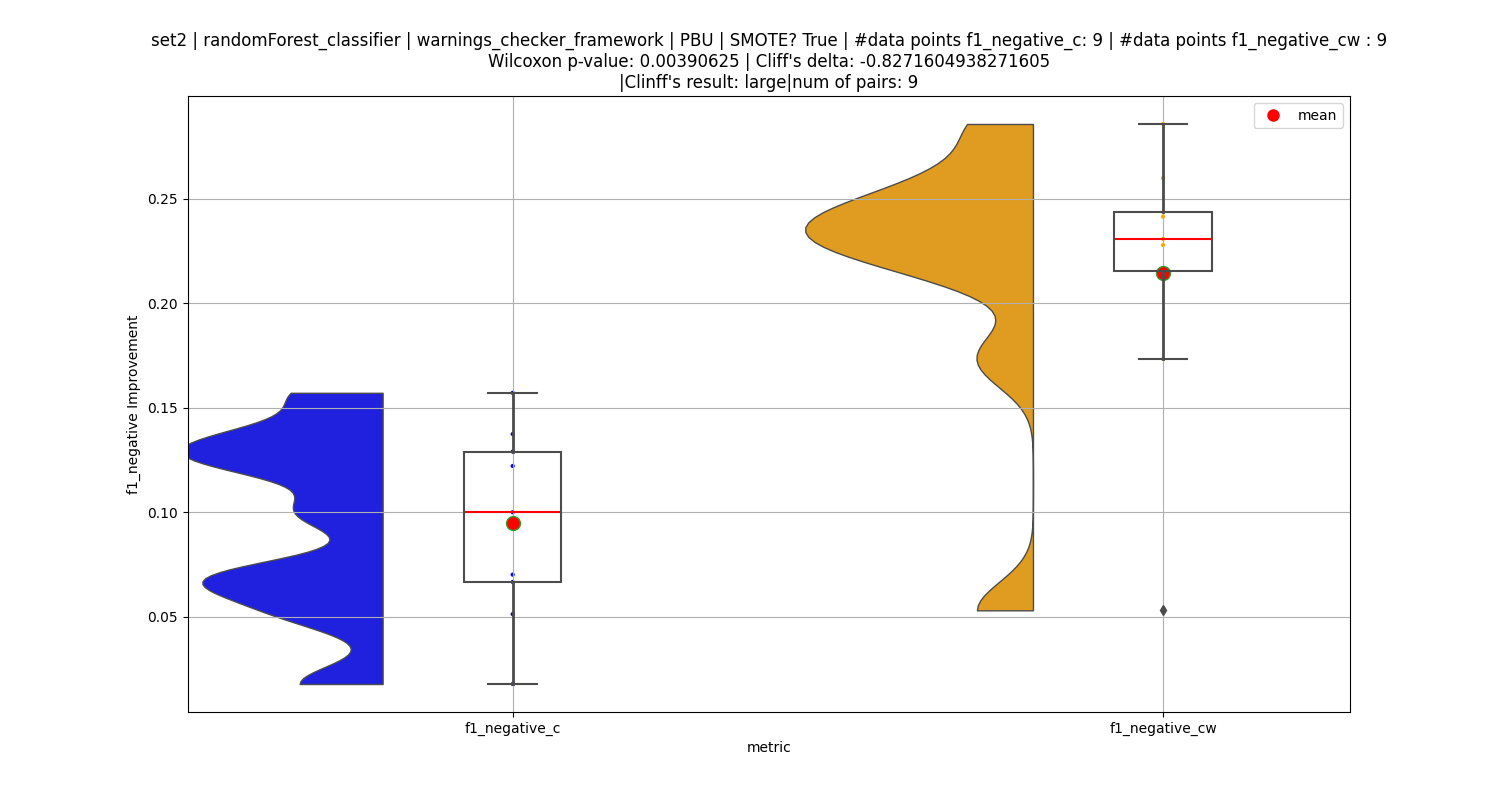 set2 | randomForest_classifier | warnings_checker_framework | PBU | SMOTE? True | #data points f1_negative_c: 9 | #data points f1_negative_cw : 9
Wilcoxon p-value: 0.00390625 | Cliff's delta: -0.8271604938271605
|Clinff's result: large|num of pairs: 9
mean
0.25
0.20
0.15
0.10
0.05
f1_negative Improvement
f1_negative_c
f1_negative_cw
metric